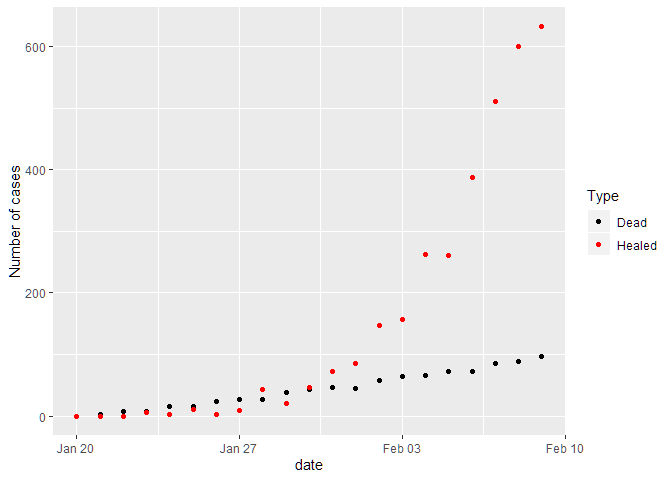 600
400
200
0
Number of cases
Jan 20
Jan 27
Feb 03
Feb 10
date
Type
Dead
Healed